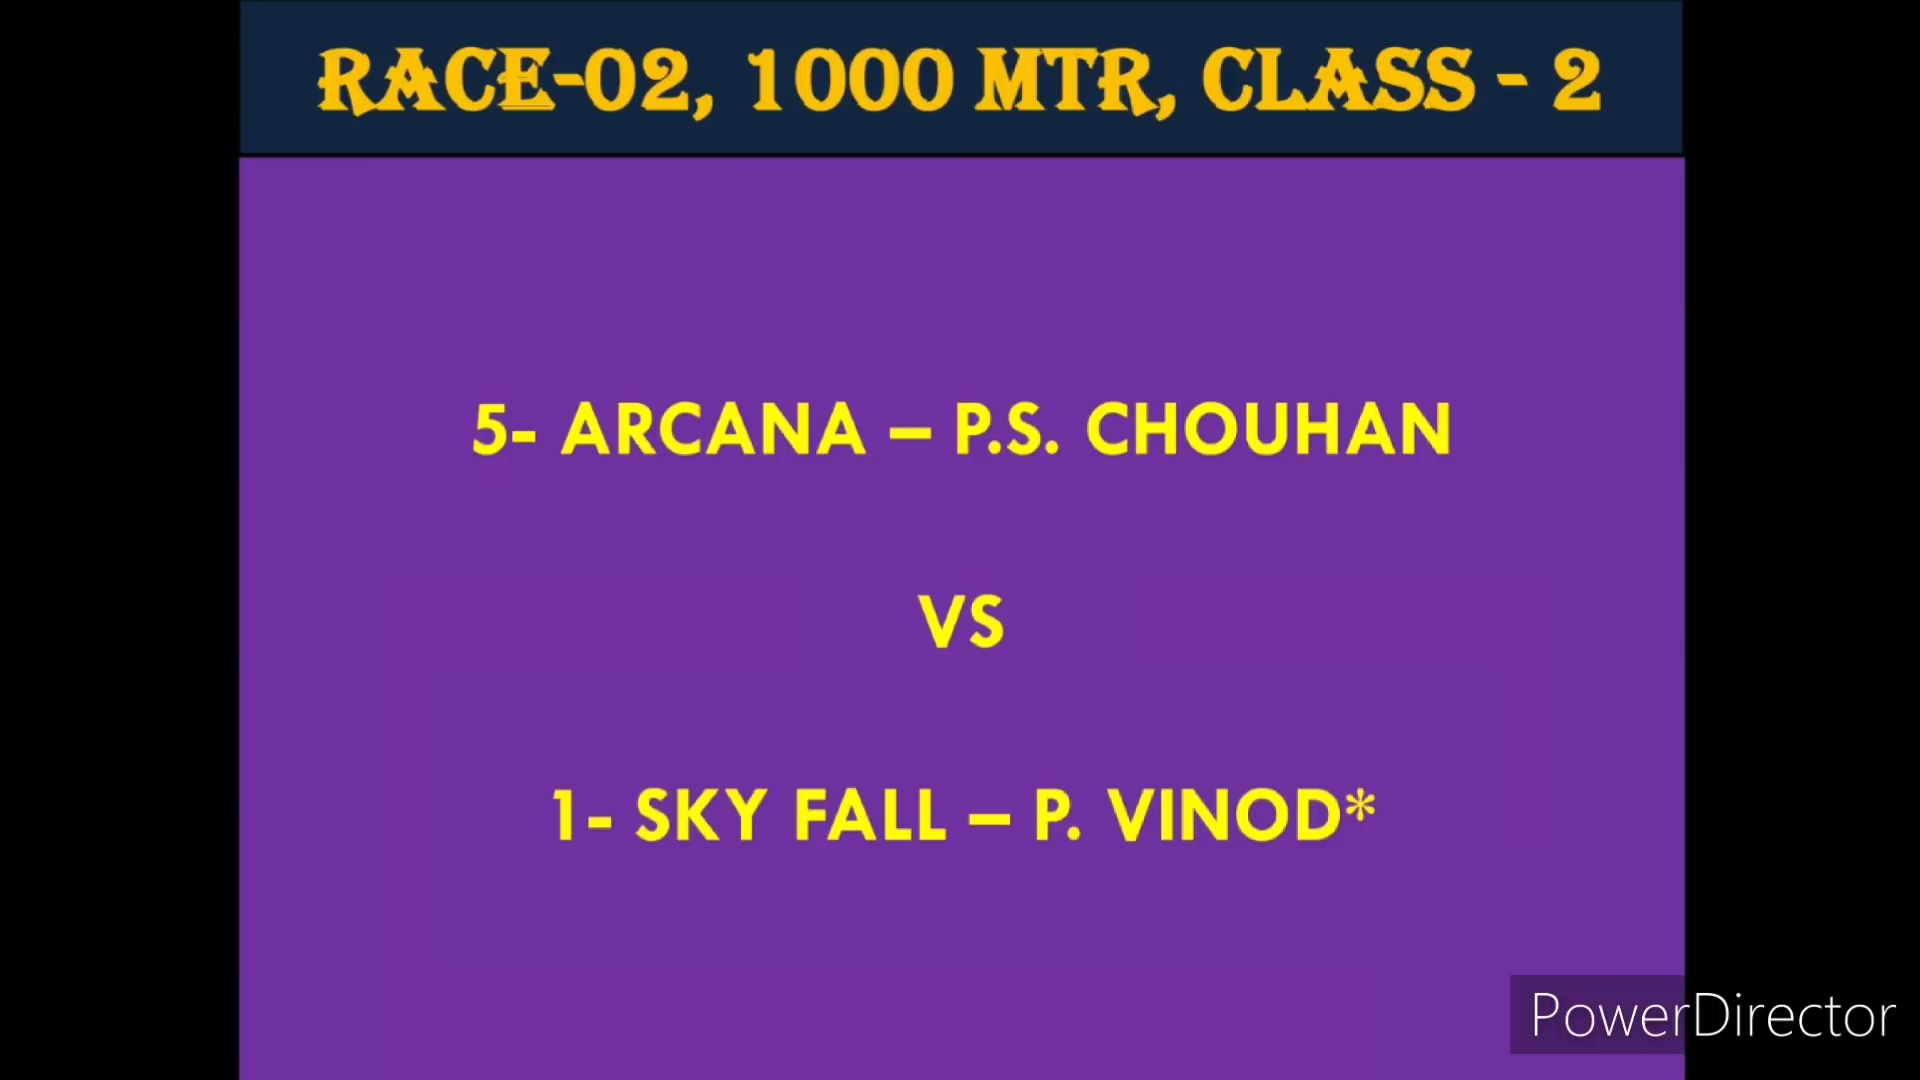 RACE-02, 1000 MTR, CLASS - 2
5- ARCANA – P.S. CHOUHAN
VS
1- SKY FALL – P. VINOD*
PowerDirector